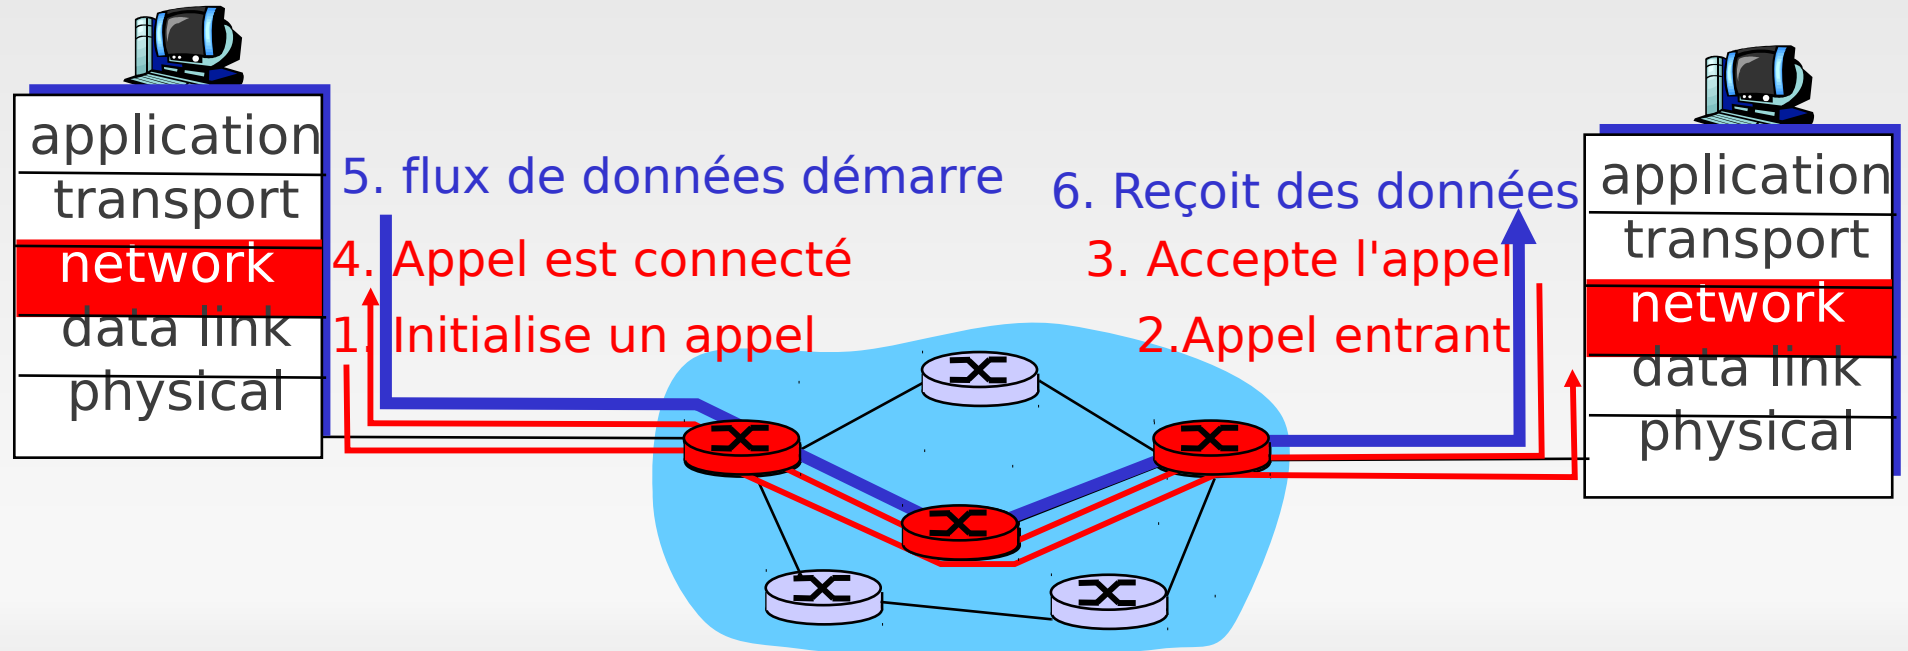 application
transport
network
data link
physical
5. flux de données démarre
4. Appel est connecté
1. Initialise un appel
6. Reçoit des données
3. Accepte l'appel
2.Appel entrant
application
transport
network
data link
physical